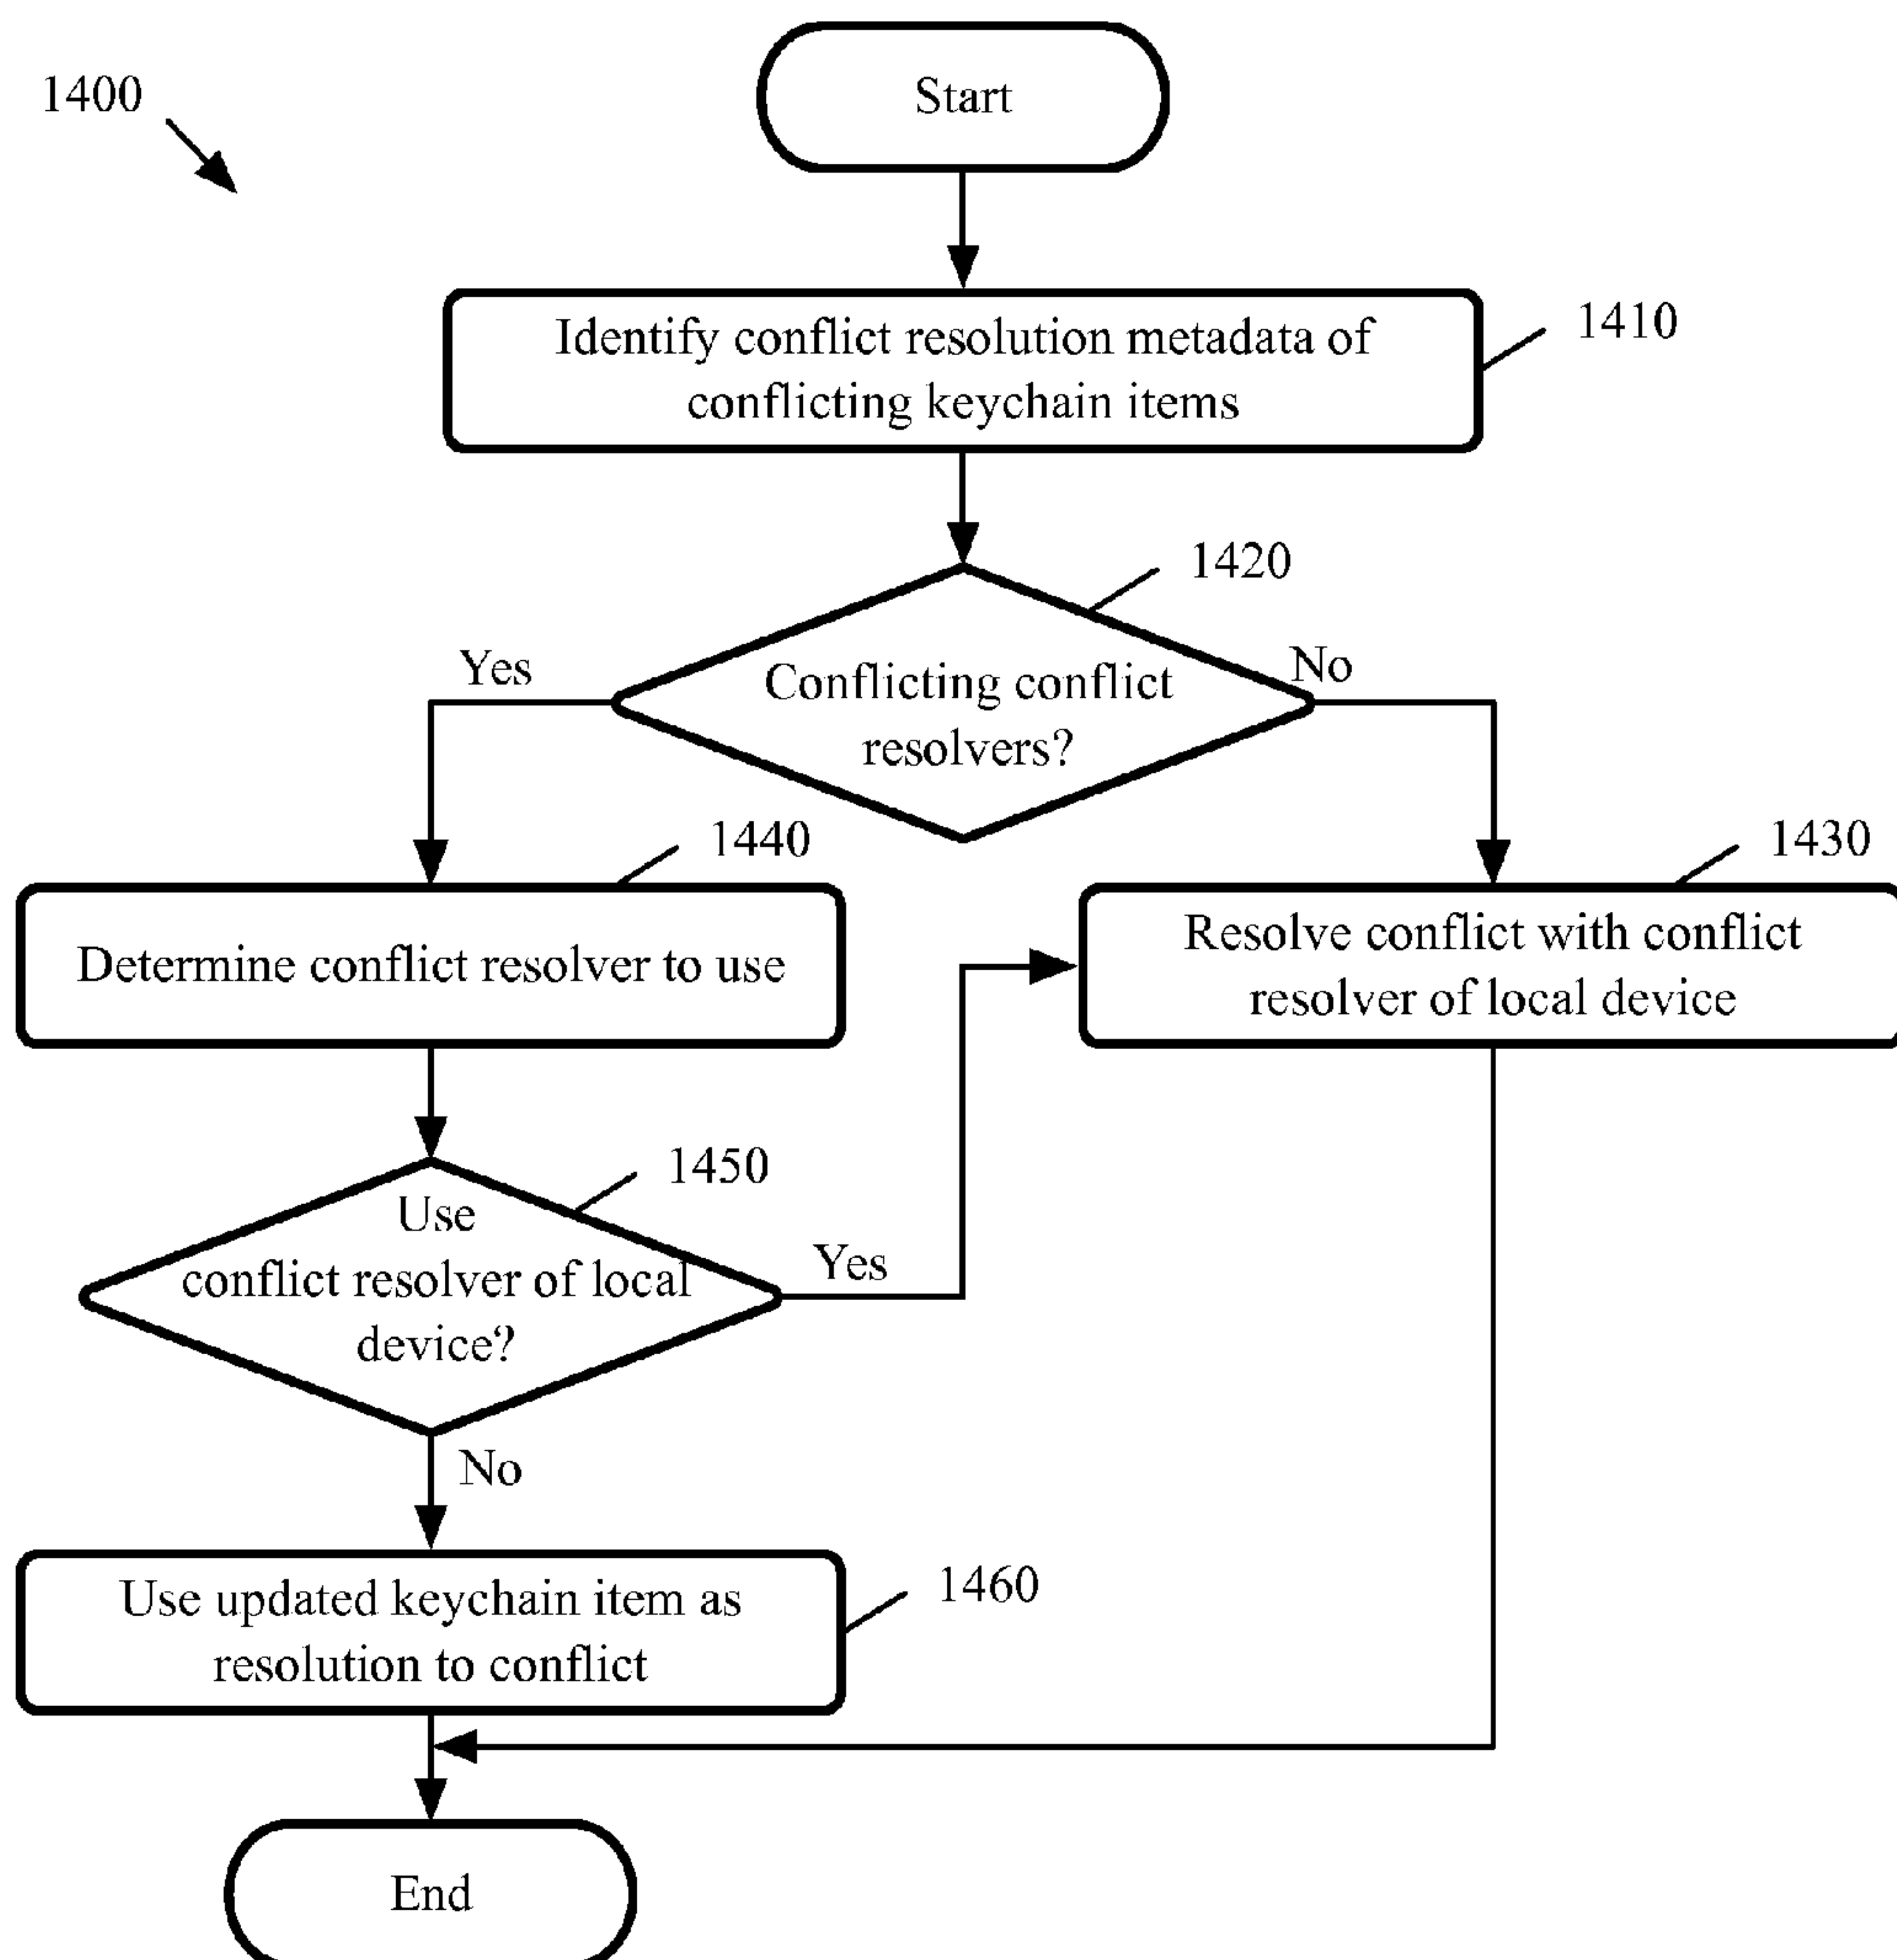 1400
Start
Identify conflict resolution metadata of
conflicting keychain items
1410
1420
Yes
Conflicting conflict
resolvers?
No
1440
1430
Determine conflict resolver to use
Resolve conflict with conflict
resolver of local device
1450
Use
conflict resolver of local
device?
Yes
No
Use updated keychain item as
resolution to conflict
1460
End